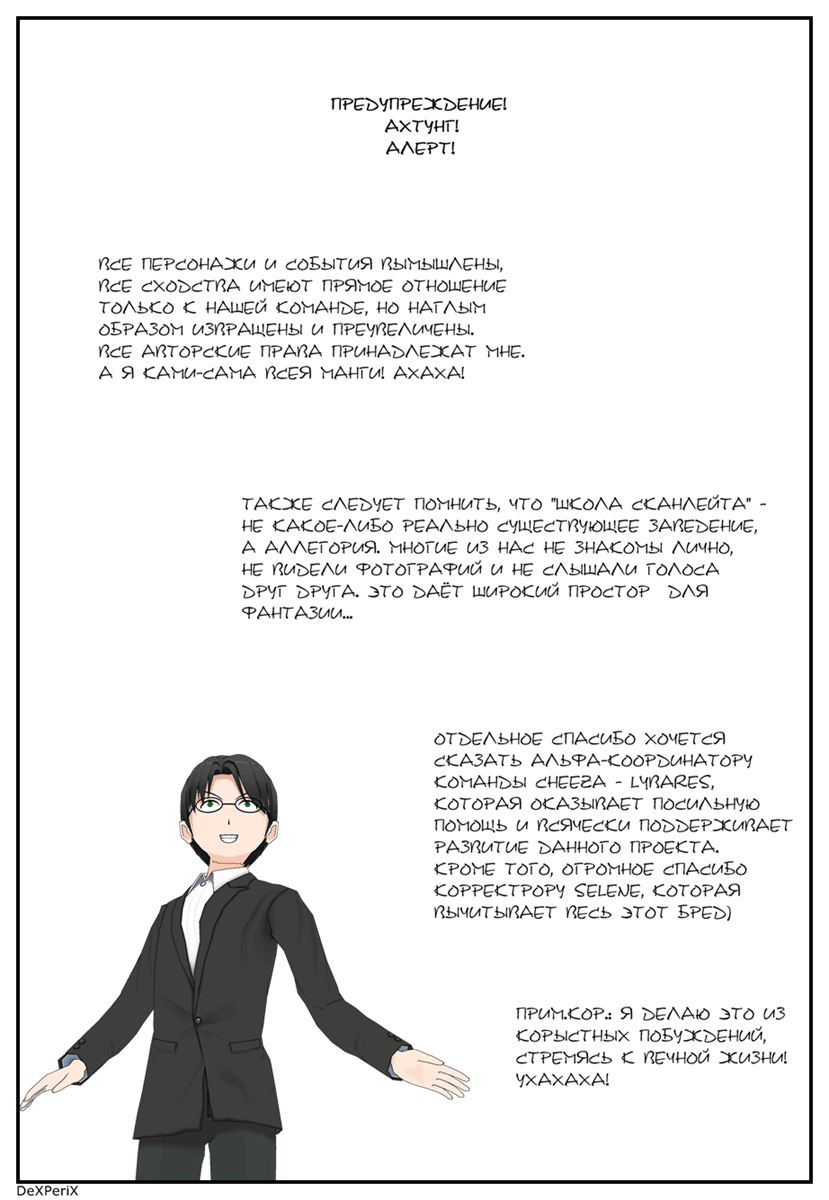 ПРЕДУПРЕЖДЕНИЕ!
АХТУНГ!
АЛЕРТ!
ВСЕ ПЕРСОНАЖИ И СОБЫТИЯ ВЫМЫШЛЕНЫ,
ВСЕ СХОДСТВА ИМЕЮТ ПРЯМОЕ ОТНОШЕНИЕ
ТОЛЬКО К НАШЕЙ КОМАНДЕ, НО НАГЛЫМ
ОБРАЗОМ ИЗВРАЩЕНЫ И ПРЕУВЕЛИЧЕНЫ.
ВСЕ АВТОРСКИЕ ПРАВА ПРИНАДЛЕЖАТ МНЕ.
А Я КАМИ-САМА ВСЕЯ МАНГИ! АХАХА!
ТАКЖЕ СЛЕДУЕТ ПОМНИТЬ, ЧТО "ШКОЛА СКАНЛЕЙТА" -
НЕ КАКОЕ-ЛИБО РЕАЛЬНО СУЩЕСТВУЮЩЕЕ ЗАВЕДЕНИЕ,
А АЛЛЕГОРИЯ. МНОГИЕ ИЗ НАС НЕ ЗНАКОМЫ ЛИЧНО,
НЕ ВИДЕЛИ ФОТОГРАФИЙ И НЕ СЛЫШАЛИ ГОЛОСА
ДРУГ ДРУГА. ЭТО ДАЁТ ШИРОКИЙ ПРОСТОР ДЛЯ
ФАНТАЗИИ...
ОТДЕЛЬНОЕ СПАСИБО ХОЧЕТСЯ
СКАЗАТЬ АЛЬФА-КООРДИНАТОРУ
КОМАНДЫ CHEEZA - LYBARES,
КОТОРАЯ ОКАЗЫВАЕТ ПОСИЛЬНУЮ
ПОМОЩЬ И ВСЯЧЕСКИ ПОДДЕРЖИВАЕТ
РАЗВИТИЕ ДАННОГО ПРОЕКТА.
КРОМЕ ТОГО, ОГРОМНОЕ СПАСИБО
КОРРЕКТРОРУ SELENE, КОТОРАЯ
ВЫЧИТЫВАЕТ ВЕСЬ ЭТОТ БРЕД)
ПРИМ.КОР.: Я ДЕЛАЮ ЭТО ИЗ
КОРЫСТНЫХ ПОБУЖДЕНИЙ,
СТРЕМЯСЬ К ВЕЧНОЙ ЖИЗНИ!
УХАХАХА!
DeXPeriX